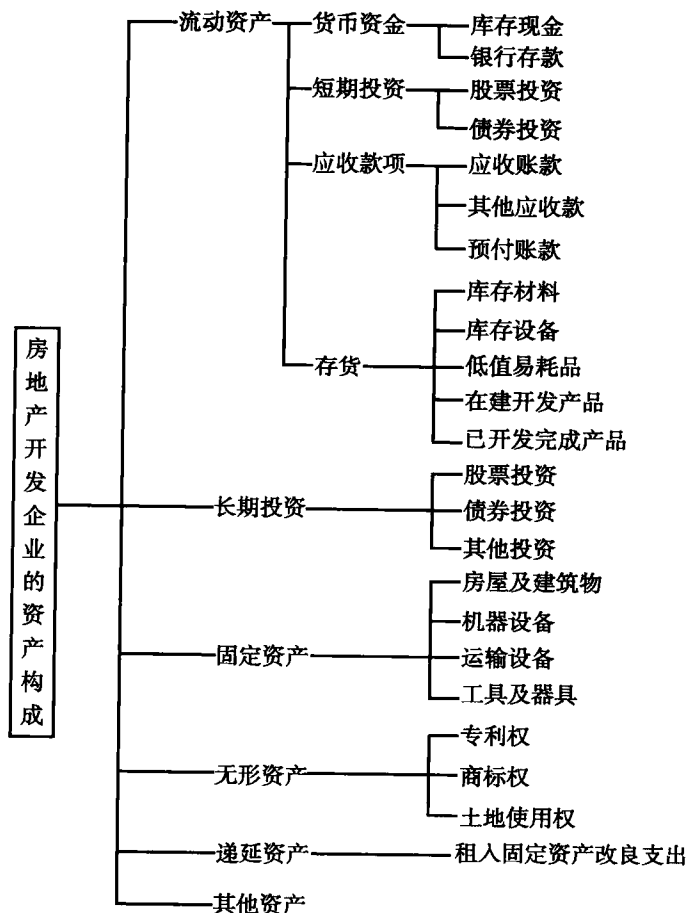 房地产开发企业的资产构成
流动资产
货币资金
库存现金
银行存款
短期投资
股票投资
债券投资
应收款项
应收账款
其他应收款
预付账款
存货
库存材料
库存设备
低值易耗品
在建开发产品
已开发完成产品
长期投资
股票投资
债券投资
其他投资
固定资产
房屋及建筑物
机器设备
运输设备
工具及器具
无形资产
专利权
商标权
土地使用权
递延资产
租入固定资产改良支出
其他资产